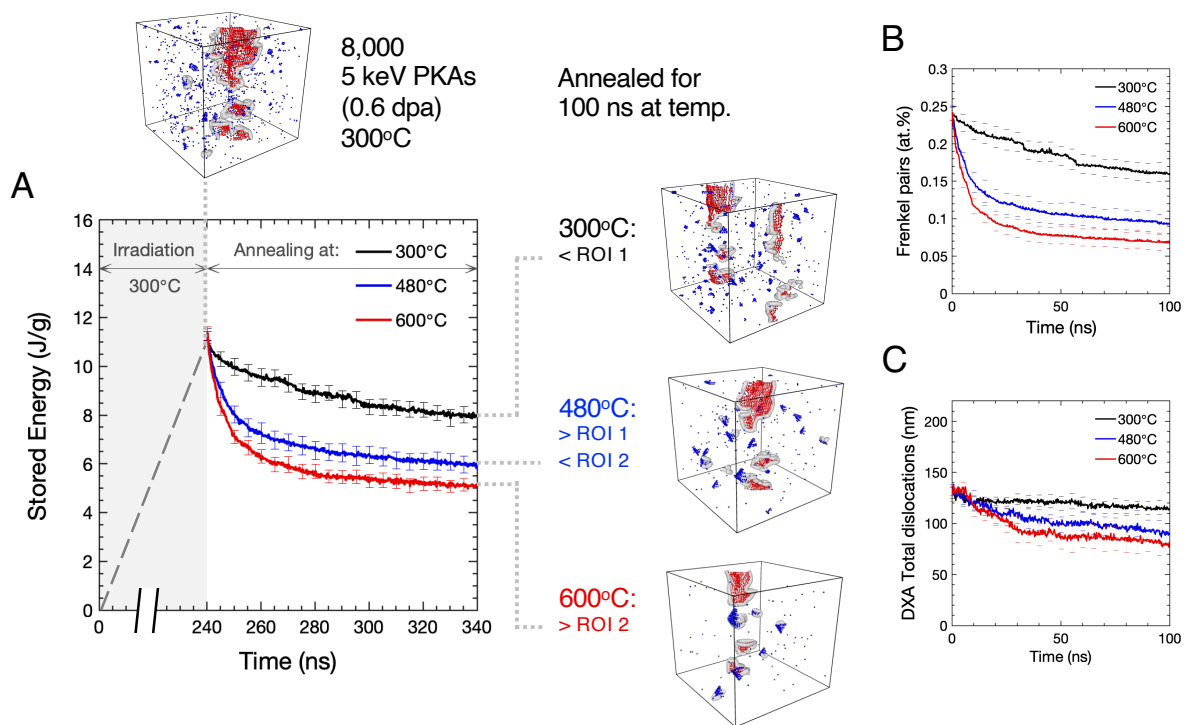 8,000
5 keV PKAs
(0.6 dpa)
300°C
Annealed for
100 ns at temp.
A
Stored Energy (J/g)
16
14
12
10
8
6
4
2
0
Irradiation
300°C
Annealing at:
300°C
480°C
600°C
0
240
260
280
300
320
340
Time (ns)
300°C:
< ROI 1
480°C:
> ROI 1
< ROI 2
600°C:
> ROI 2
B
Frenkel pairs (at.%)
0.3
0.25
0.2
0.15
0.1
0.05
0
300°C
480°C
600°C
0
50
100
Time (ns)
C
DXA Total dislocations (nm)
200
150
100
50
0
300°C
480°C
600°C
0
50
100
Time (ns)